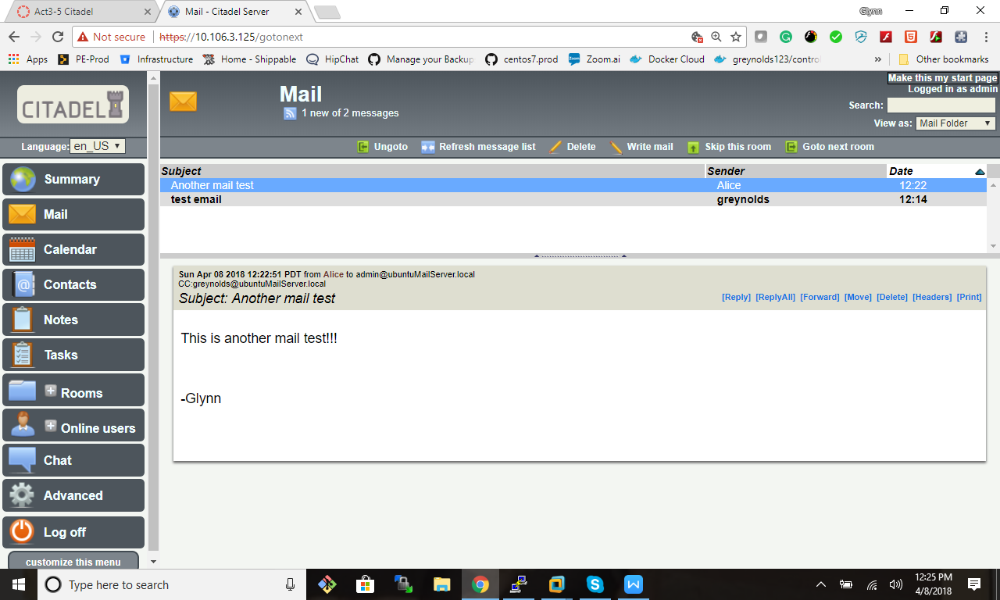 Act3-5 Citadel
Mail - Citadel Server
Glynn
Not secure
https://10.106.3.125/gotonext
Apps
PE-Prod
Infrastructure
Home - Shippable
HipChat
Manage your Backup
centos7.prod
Zoom.ai
Docker Cloud
greynolds123/contro
»
Other bookmarks
CITADEL
Language: en_US
Summary
Mail
Calendar
Contacts
Notes
Tasks
Rooms
Online users
Chat
Advanced
Log off
customize this menu
Mail
1 new of 2 messages
Make this my start page
Logged in as admin
Search:
View as: Mail Folder
Ungoto
Refresh message list
Delete
Write mail
Skip this room
Goto next room
Subject Sender Date
Another mail test Alice 12:22
test email greynolds 12:14
Sun Apr 08 2018 12:22:51 PDT from Alice to admin@ubuntuMailServer.local
CC:greynolds@ubuntuMailServer.local
Subject: Another mail test
[Reply] [ReplyAll] [Forward] [Move] [Delete] [Headers] [Print]
This is another mail test!!!
-Glynn
Type here to search
12:25 PM
4/8/2018